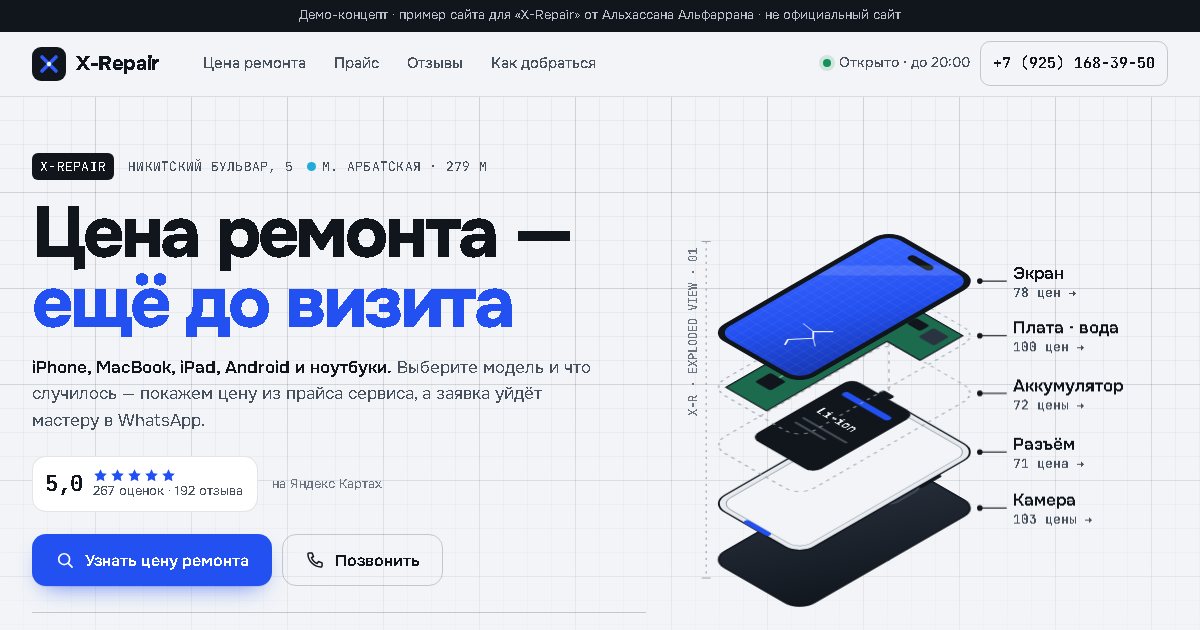 Демо-концепт · пример сайта для «X-Repair» от Альхассана Альфаррана · не официальный сайт
X-Repair
Цена ремонта
Прайс
Отзывы
Как добраться
Открыто · до 20:00
+7 (925) 168-39-50
X-REPAIR
НИКИТСКИЙ БУЛЬВАР, 5
М. АРБАТСКАЯ · 279 М
Цена ремонта —
ещё до визита
iPhone, MacBook, iPad, Android и ноутбуки. Выберите модель и что
случилось — покажем цену из прайса сервиса, а заявка уйдёт
мастеру в WhatsApp.
5,0
267 оценок · 192 отзыва
на Яндекс Картах
Узнать цену ремонта
Позвонить
X-R · EXPLODED VIEW · 01
Li-ion
Экран
78 цен →
Плата · вода
100 цен →
Аккумулятор
72 цены →
Разъём
71 цена →
Камера
103 цены →